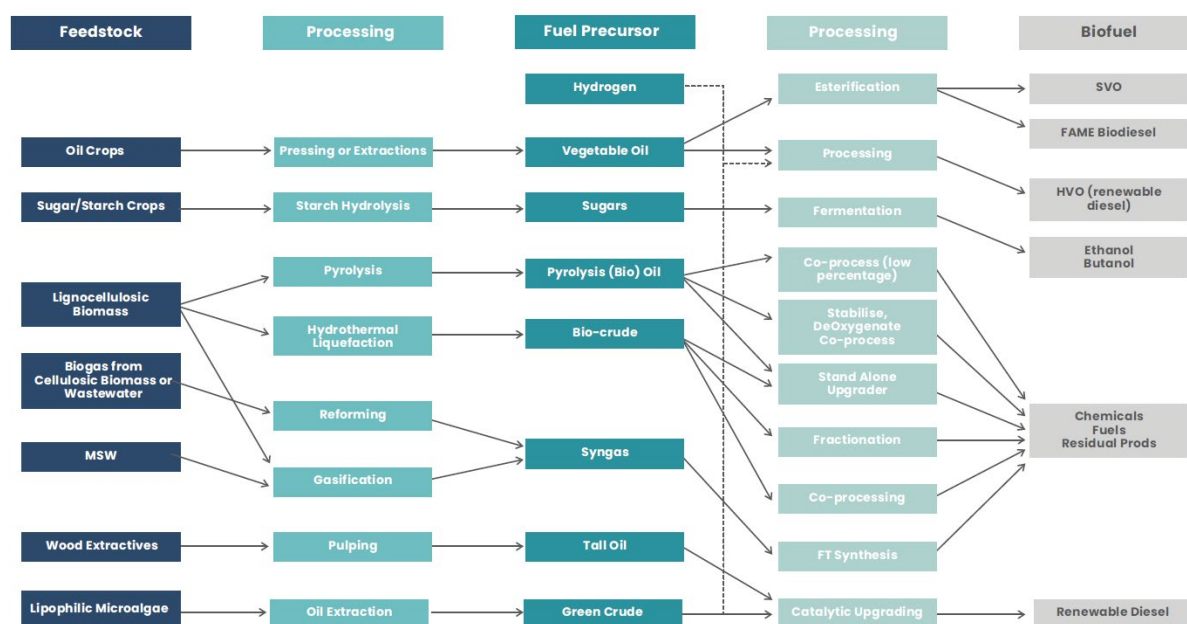 Feedstock
Processing
Fuel Precursor
Processing
Biofuel
Hydrogen
Esterification
SVO
FAME Biodiesel
Oil Crops
Pressing or Extractions
Vegetable Oil
Processing
HVO (renewable
diesel)
Sugar/Starch Crops
Starch Hydrolysis
Sugars
Fermentation
Ethanol
Butanol
Lignocellulosic
Biomass
Pyrolysis
Pyrolysis (Bio) Oil
Co-process (low
percentage)
Stabilise,
DeOxygenate
Co-process
Hydrothermal
Liquefaction
Bio-crude
Stand Alone
Upgrader
Biogas from
Cellulosic Biomass or
Wastewater
Reforming
Syngas
Fractionation
Chemicals
Fuels
Residual Prods
MSW
Gasification
Co-processing
FT Synthesis
Wood Extractives
Pulping
Tall Oil
Lipophilic Microalgae
Oil Extraction
Green Crude
Catalytic Upgrading
Renewable Diesel